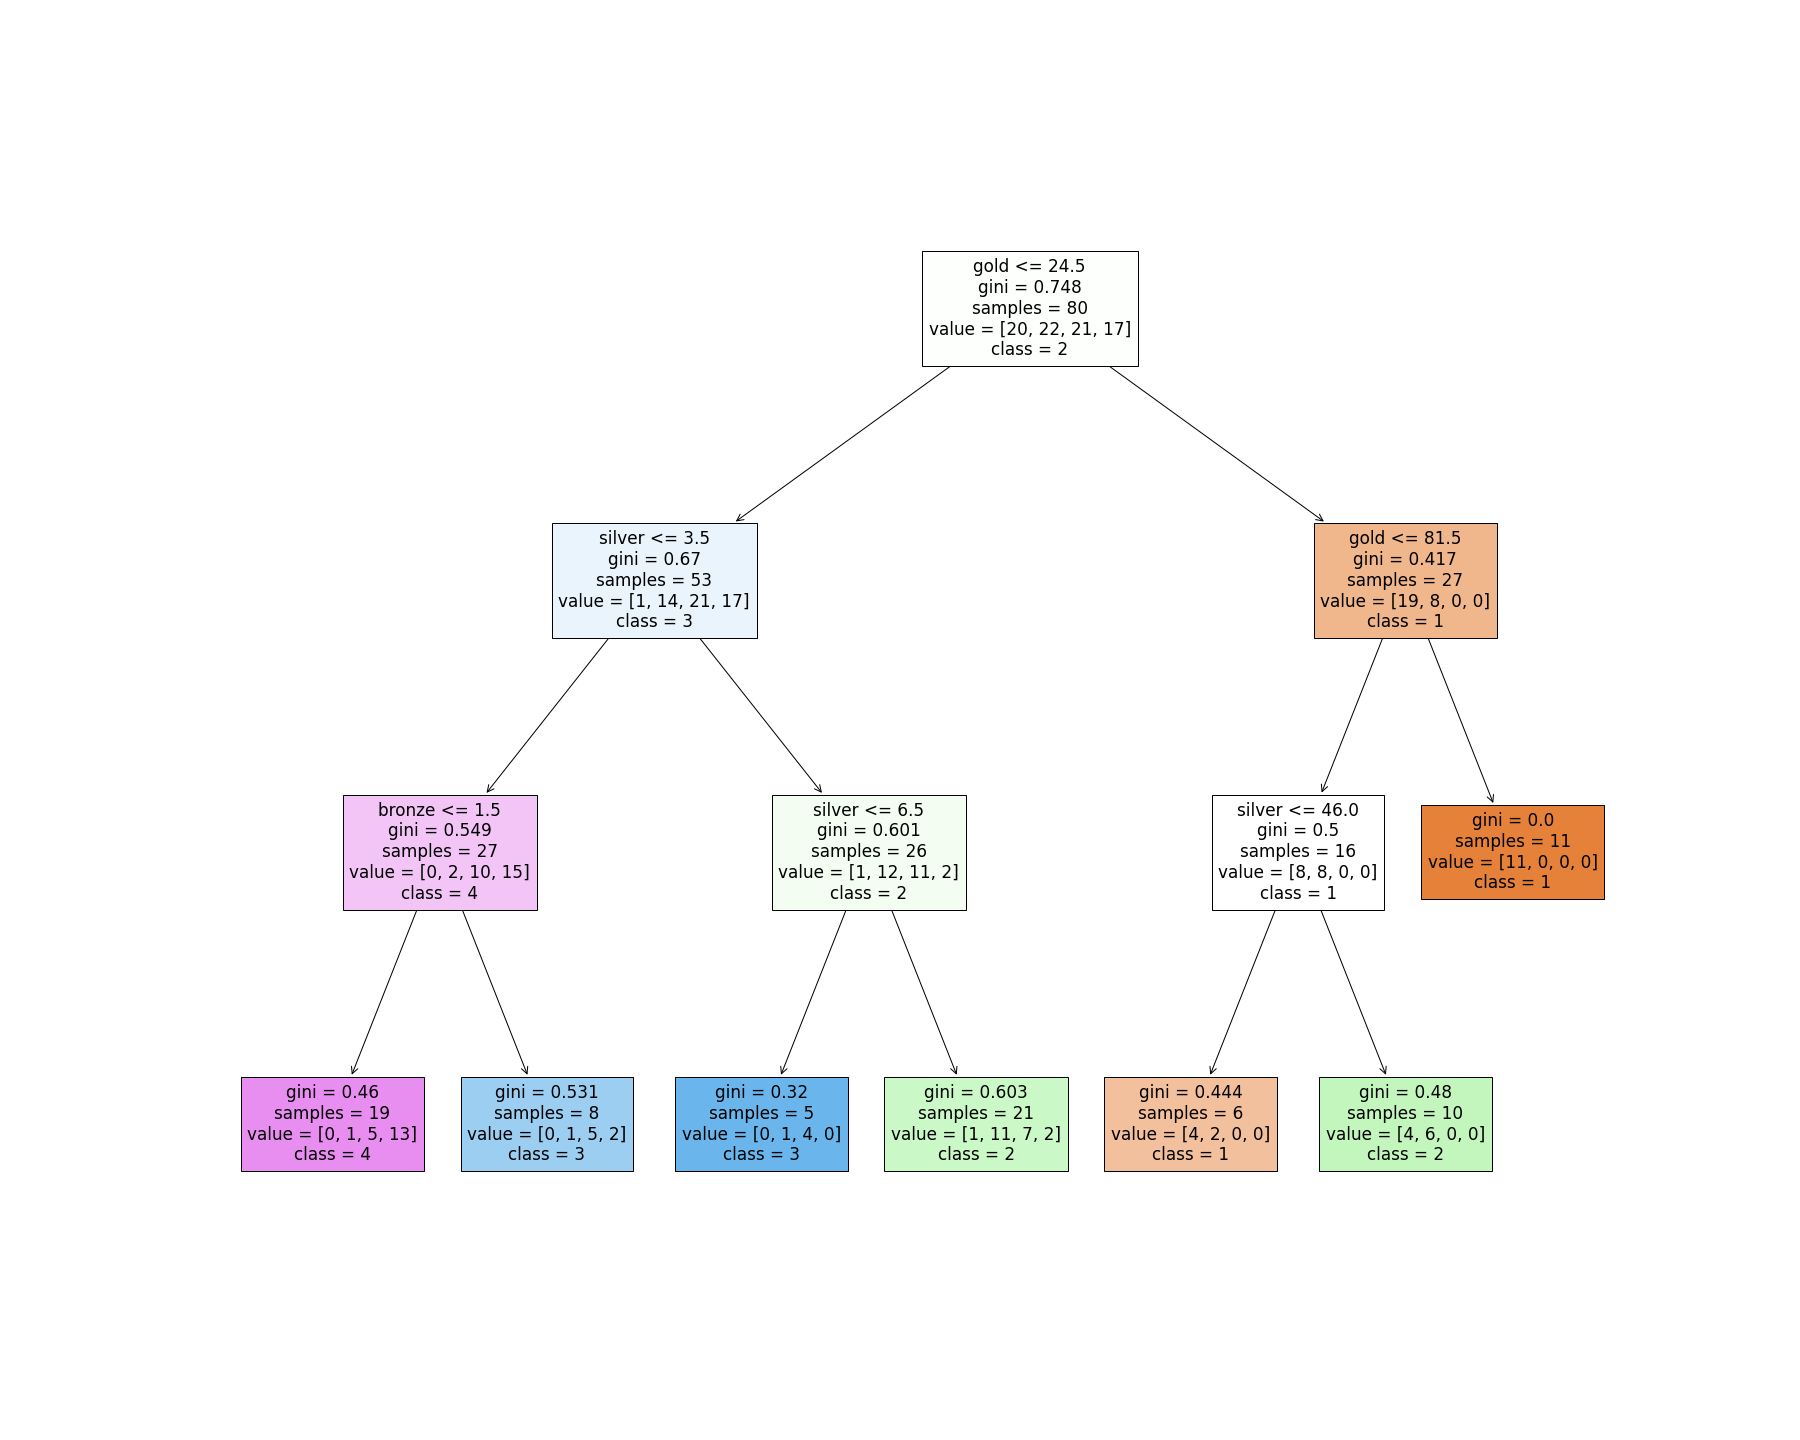 gold <= 24.5
gini = 0.748
samples = 80
value = [20, 22, 21, 17]
class = 2
silver <= 3.5
gini = 0.67
samples = 53
value = [1, 14, 21, 17]
class = 3
gold <= 81.5
gini = 0.417
samples = 27
value = [19, 8, 0, 0]
class = 1
bronze <= 1.5
gini = 0.549
samples = 27
value = [0, 2, 10, 15]
class = 4
silver <= 6.5
gini = 0.601
samples = 26
value = [1, 12, 11, 2]
class = 2
silver <= 46.0
gini = 0.5
samples = 16
value = [8, 8, 0, 0]
class = 1
gini = 0.0
samples = 11
value = [11, 0, 0, 0]
class = 1
gini = 0.46
samples = 19
value = [0, 1, 5, 13]
class = 4
gini = 0.531
samples = 8
value = [0, 1, 5, 2]
class = 3
gini = 0.32
samples = 5
value = [0, 1, 4, 0]
class = 3
gini = 0.603
samples = 21
value = [1, 11, 7, 2]
class = 2
gini = 0.444
samples = 6
value = [4, 2, 0, 0]
class = 1
gini = 0.48
samples = 10
value = [4, 6, 0, 0]
class = 2